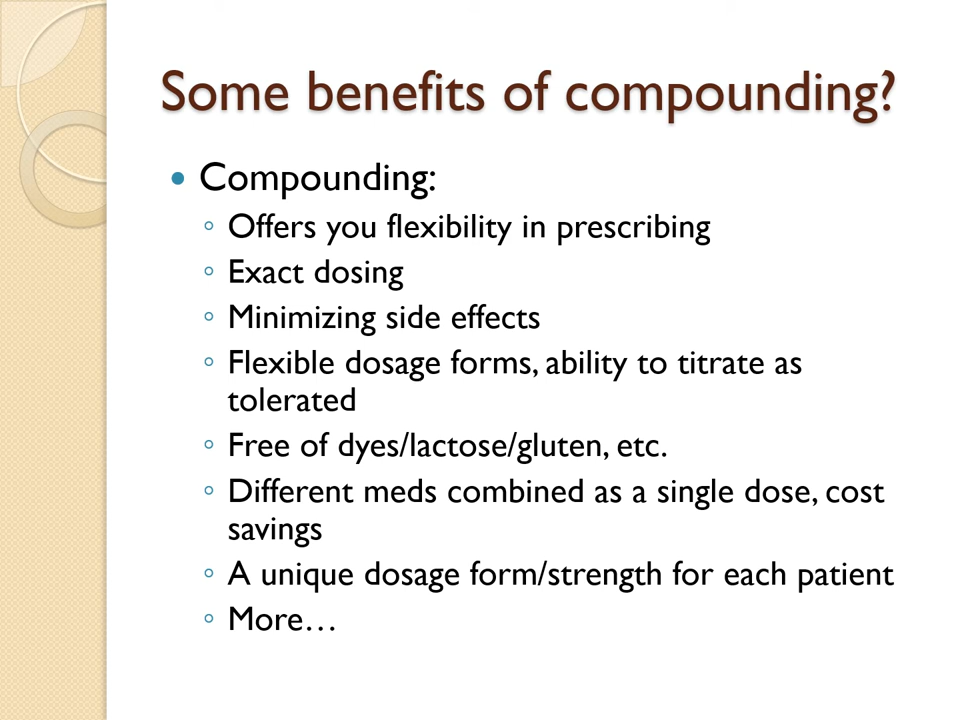 Some benefits of compounding?
• Compounding:
◦ Offers you flexibility in prescribing
◦ Exact dosing
◦ Minimizing side effects
◦ Flexible dosage forms, ability to titrate as
tolerated
◦ Free of dyes/lactose/gluten, etc.
◦ Different meds combined as a single dose, cost
savings
◦ A unique dosage form/strength for each patient
◦ More…